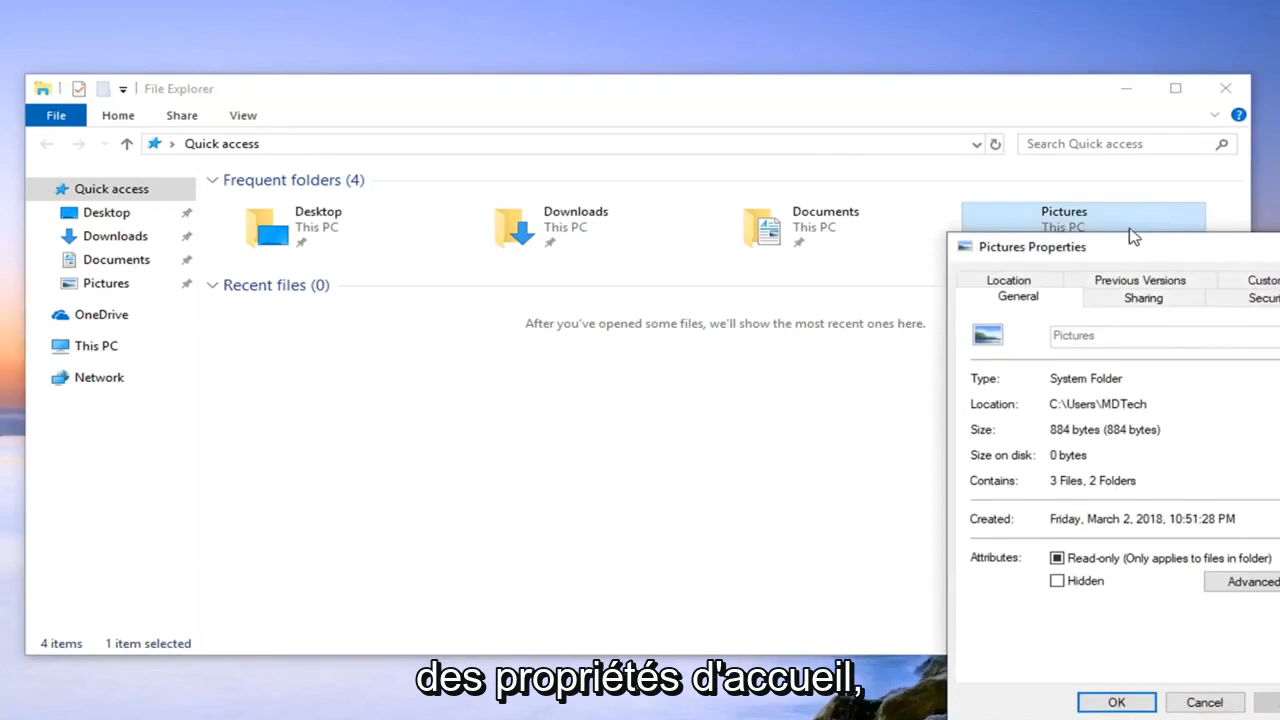 File Explorer
File Home Share View
Quick access
Search Quick access
Quick access
Desktop
Downloads
Documents
Pictures
OneDrive
This PC
Network
Frequent folders (4)
Desktop
This PC
Downloads
This PC
Documents
This PC
Pictures
This PC
Recent files (0)
After you've opened some files, we'll show the most recent ones here.
4 items 1 item selected
Pictures Properties
Location Previous Versions Custo
General Sharing Securi
Pictures
Type: System Folder
Location: C:\Users\MDTech
Size: 884 bytes (884 bytes)
Size on disk: 0 bytes
Contains: 3 Files, 2 Folders
Created: Friday, March 2, 2018, 10:51:28 PM
Attributes: Read-only (Only applies to files in folder)
Hidden
Advanced
OK Cancel
des propriétés d'accueil,